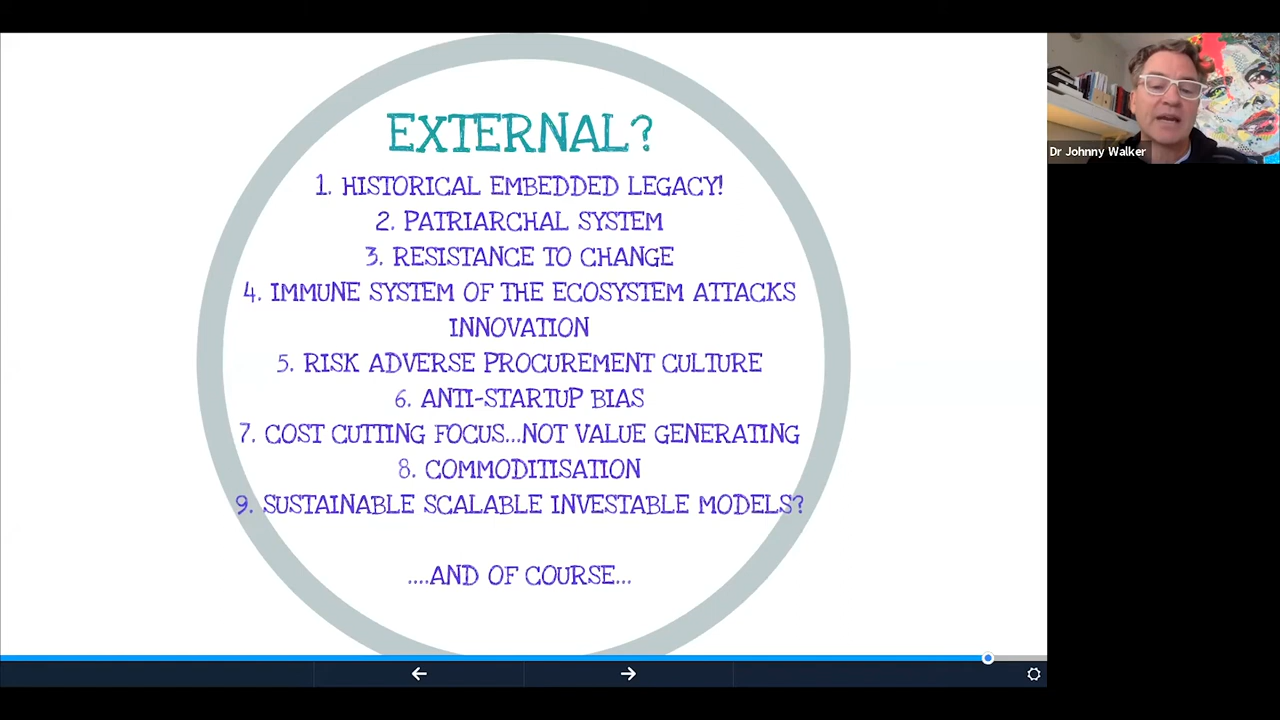 EXTERNAL?
1. HISTORICAL EMBEDDED LEGACY!
2. PATRIARCHAL SYSTEM
3. RESISTANCE TO CHANGE
4. IMMUNE SYSTEM OF THE ECOSYSTEM ATTACKS
INNOVATION
5. RISK ADVERSE PROCUREMENT CULTURE
6. ANTI-STARTUP BIAS
7. COST CUTTING FOCUS...NOT VALUE GENERATING
8. COMMODITISATION
9. SUSTAINABLE SCALABLE INVESTABLE MODELS?
....AND OF COURSE...
Dr Johnny Walker